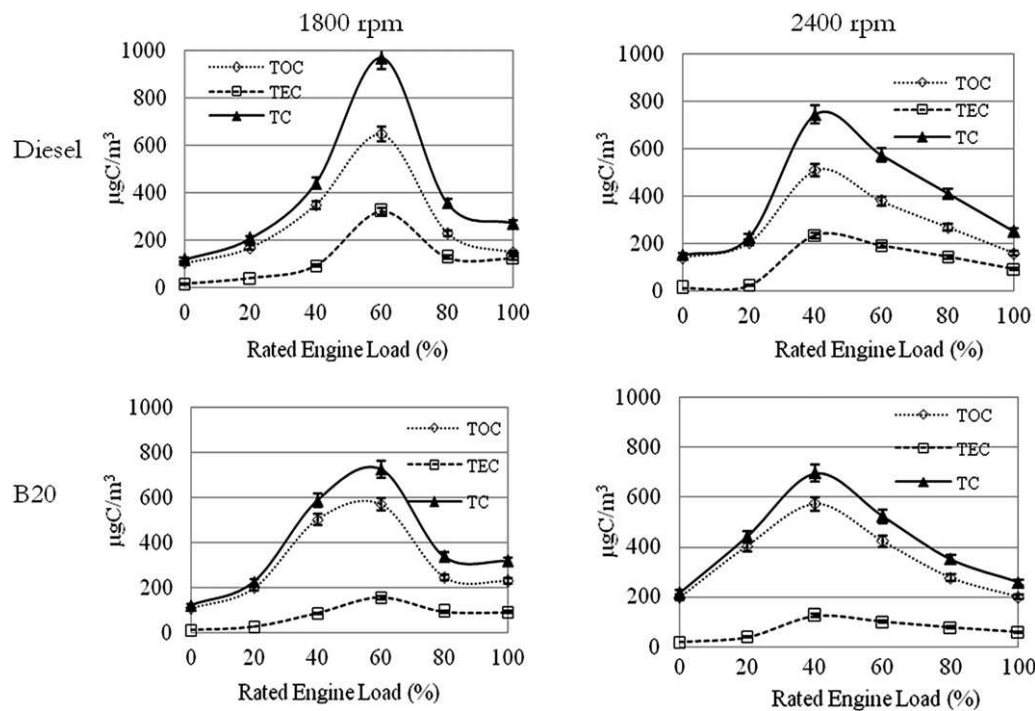 1800 rpm
2400 rpm
Diesel
µgC/m³
1000
800
600
400
200
0
TOC
TEC
TC
0 20 40 60 80 100
Rated Engine Load (%)
µgC/m³
1000
800
600
400
200
0
TOC
TEC
TC
0 20 40 60 80 100
Rated Engine Load (%)
B20
µgC/m³
1000
800
600
400
200
0
TOC
TEC
TC
0 20 40 60 80 100
Rated Engine Load (%)
µgC/m³
1000
800
600
400
200
0
TOC
TEC
TC
0 20 40 60 80 100
Rated Engine Load (%)